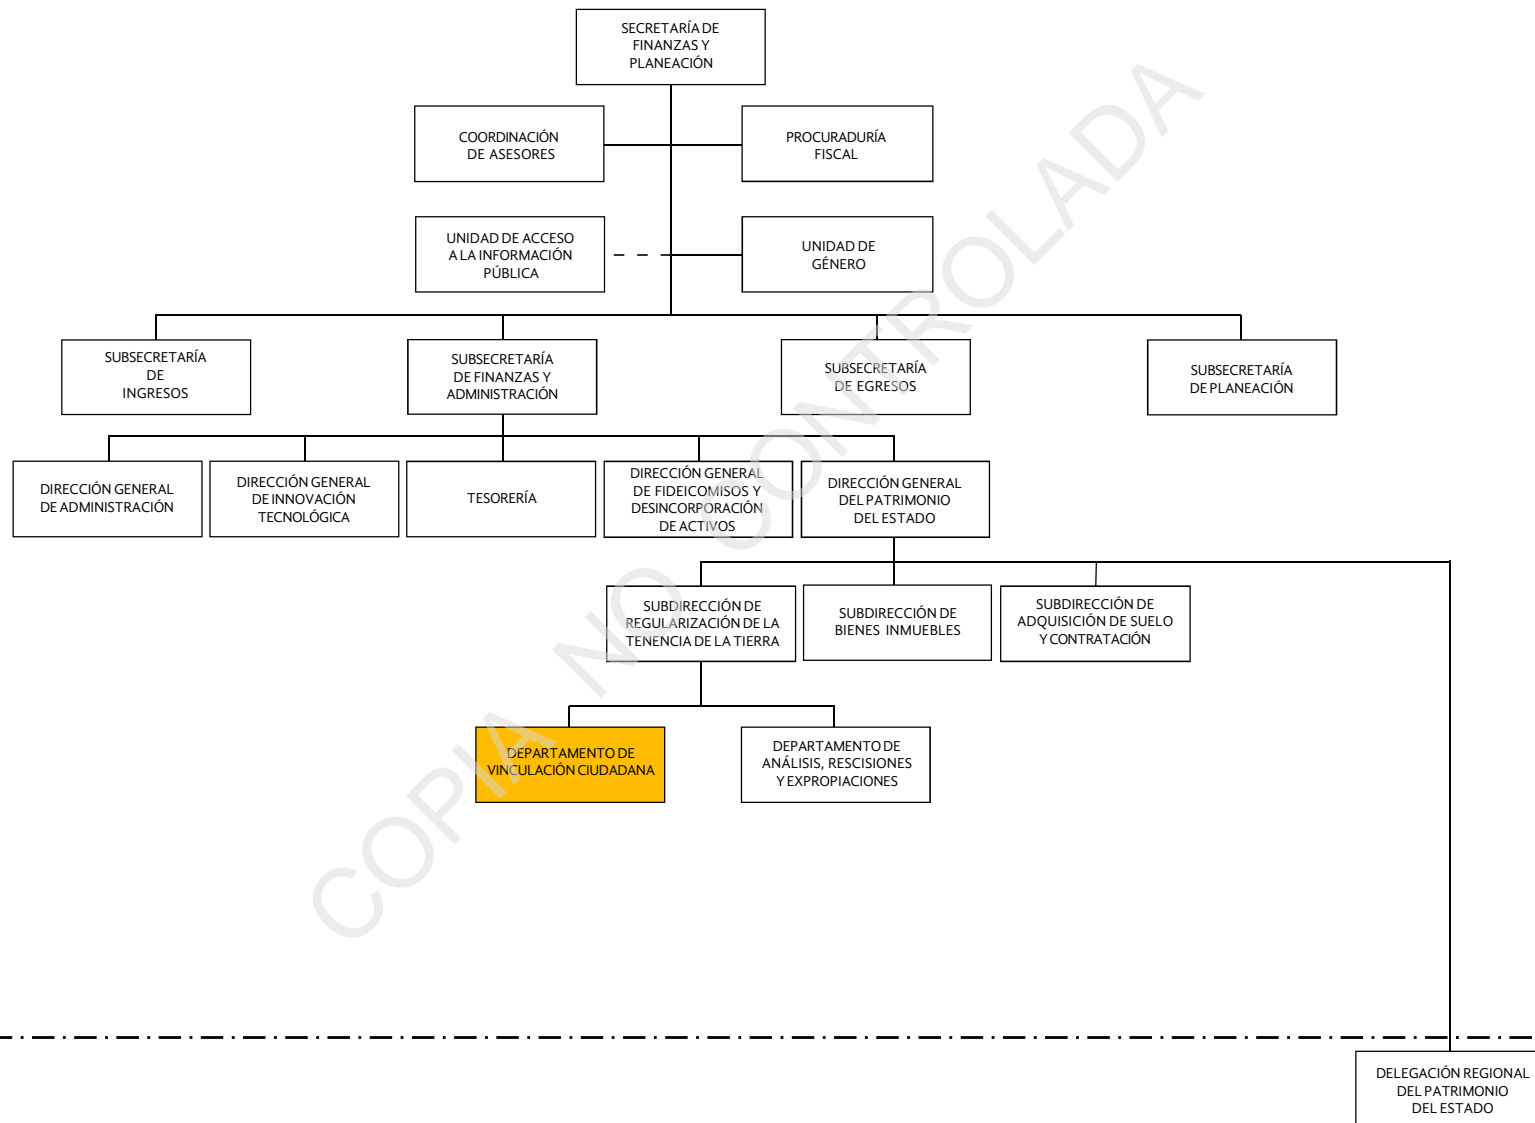 SECRETARÍA DE
FINANZAS Y
PLANEACIÓN
COORDINACIÓN
DE ASESORES
PROCURADURÍA
FISCAL
UNIDAD DE ACCESO
A LA INFORMACIÓN
PÚBLICA
UNIDAD DE
GÉNERO
SUBSECRETARÍA
DE
INGRESOS
SUBSECRETARÍA
DE FINANZAS Y
ADMINISTRACIÓN
SUBSECRETARÍA
DE EGRESOS
SUBSECRETARÍA
DE PLANEACIÓN
DIRECCIÓN GENERAL
DE ADMINISTRACIÓN
DIRECCIÓN GENERAL
DE INNOVACIÓN
TECNOLÓGICA
TESORERÍA
DIRECCIÓN GENERAL
DE FIDEICOMISOS Y
DESINCORPORACIÓN
DE ACTIVOS
DIRECCIÓN GENERAL
DEL PATRIMONIO
DEL ESTADO
SUBDIRECCIÓN DE
REGULARIZACIÓN DE LA
TENENCIA DE LA TIERRA
SUBDIRECCIÓN DE
BIENES INMUEBLES
SUBDIRECCIÓN DE
ADQUISICIÓN DE SUELO
Y CONTRATACIÓN
DEPARTAMENTO DE
VINCULACIÓN CIUDADANA
DEPARTAMENTO DE
ANÁLISIS, RESCISIONES
Y EXPROPIACIONES
DELEGACIÓN REGIONAL
DEL PATRIMONIO
DEL ESTADO
COPIA NO CONTROLADA